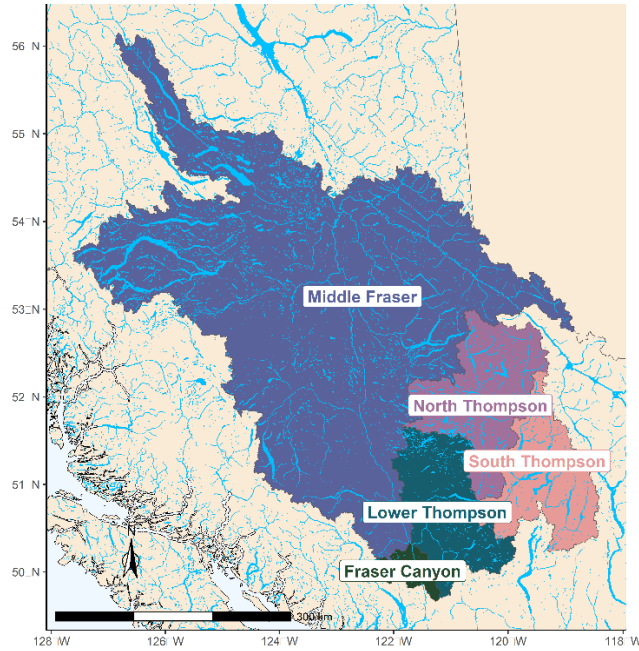 56 N
55 N
54 N
53 N
Middle Fraser
52 N
North Thompson
South Thompson
51 N
Lower Thompson
N
Fraser Canyon
50 N
300 km
128 W
126 W
124 W
122 W
120 W
118 W